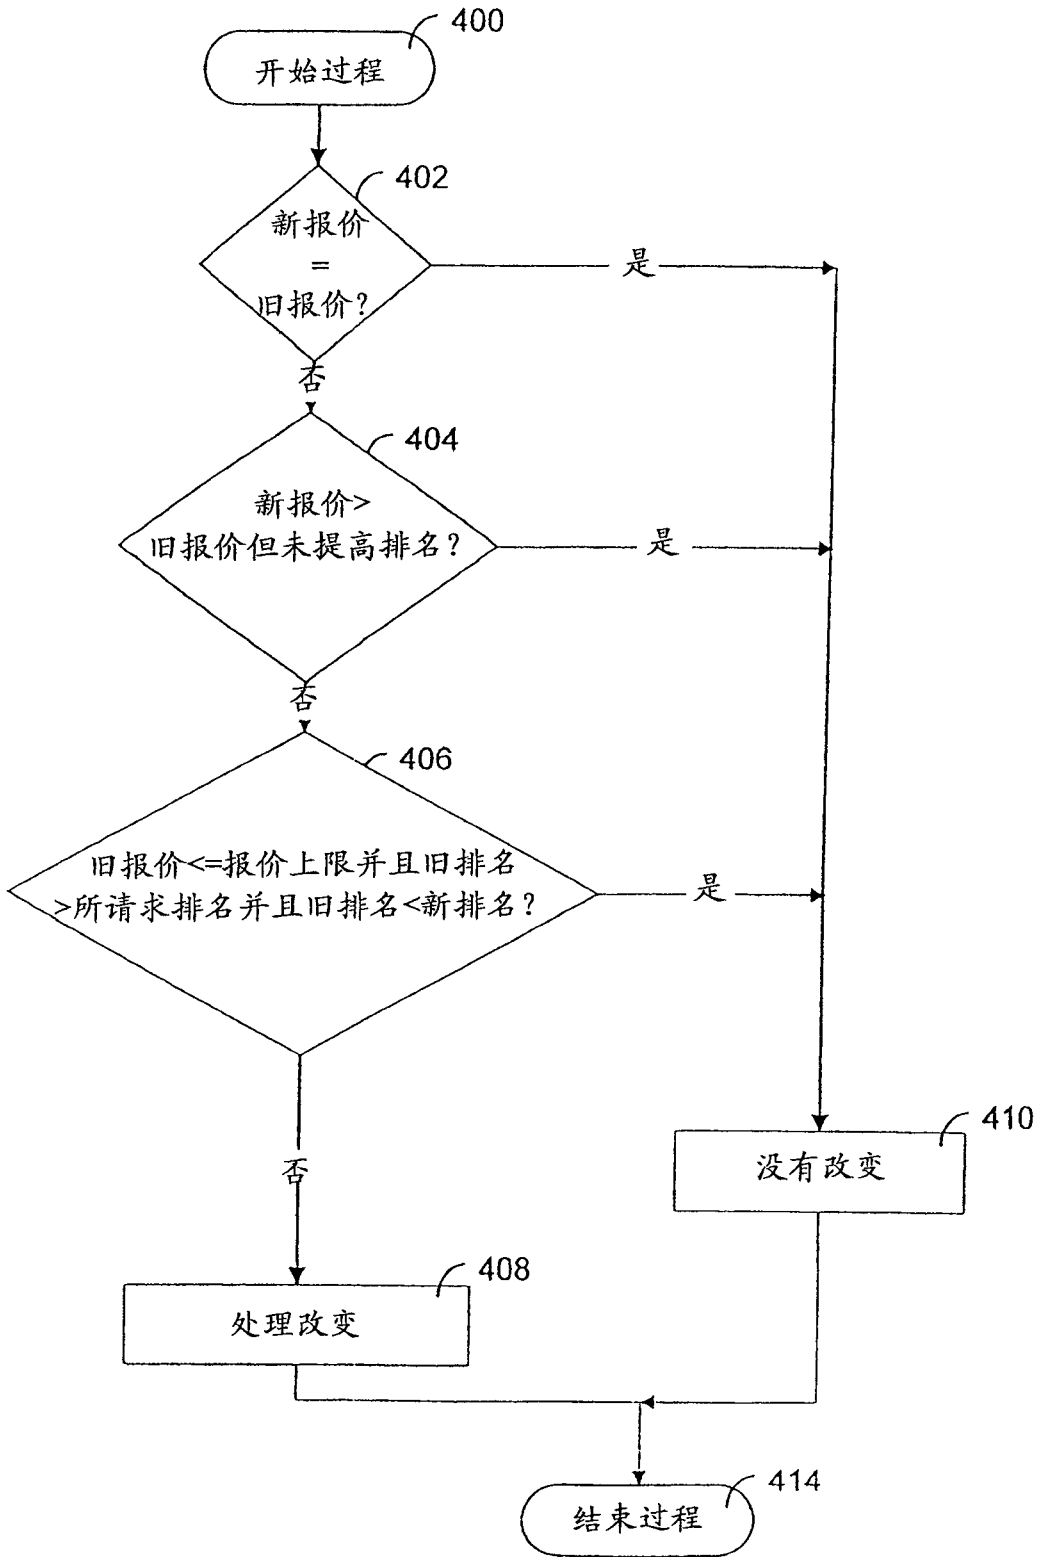 400
开始过程
402
新报价
=
旧报价?
是
否
404
新报价>
旧报价但未提高排名?
是
否
406
旧报价<=报价上限并且旧排名
>所请求排名并且旧排名<新排名?
是
否
410
没有改变
408
处理改变
414
结束过程